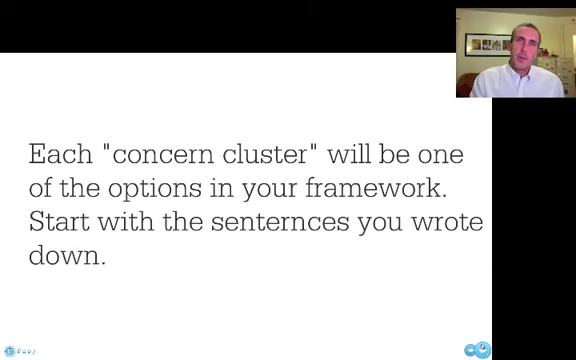 Each "concern cluster" will be one
of the options in your framework.
Start with the senternces you wrote
down.